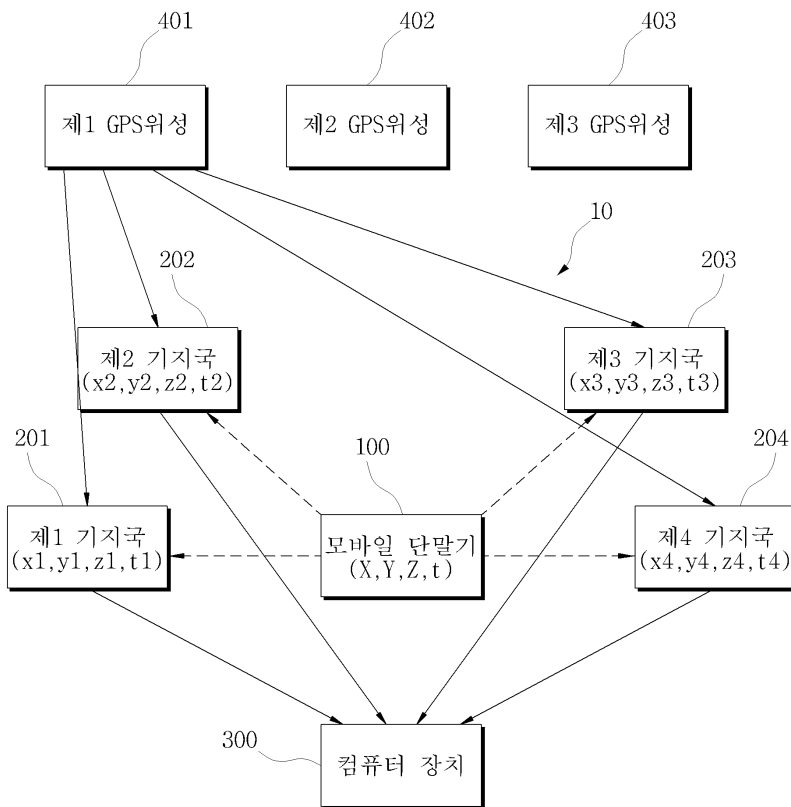 401
402
403
제1 GPS위성
제2 GPS위성
제3 GPS위성
10
202
203
제2 기지국
(x2,y2,z2,t2)
제3 기지국
(x3,y3,z3,t3)
201
100
204
제1 기지국
(x1,y1,z1,t1)
모바일 단말기
(X,Y,Z,t)
제4 기지국
(x4,y4,z4,t4)
300
컴퓨터 장치